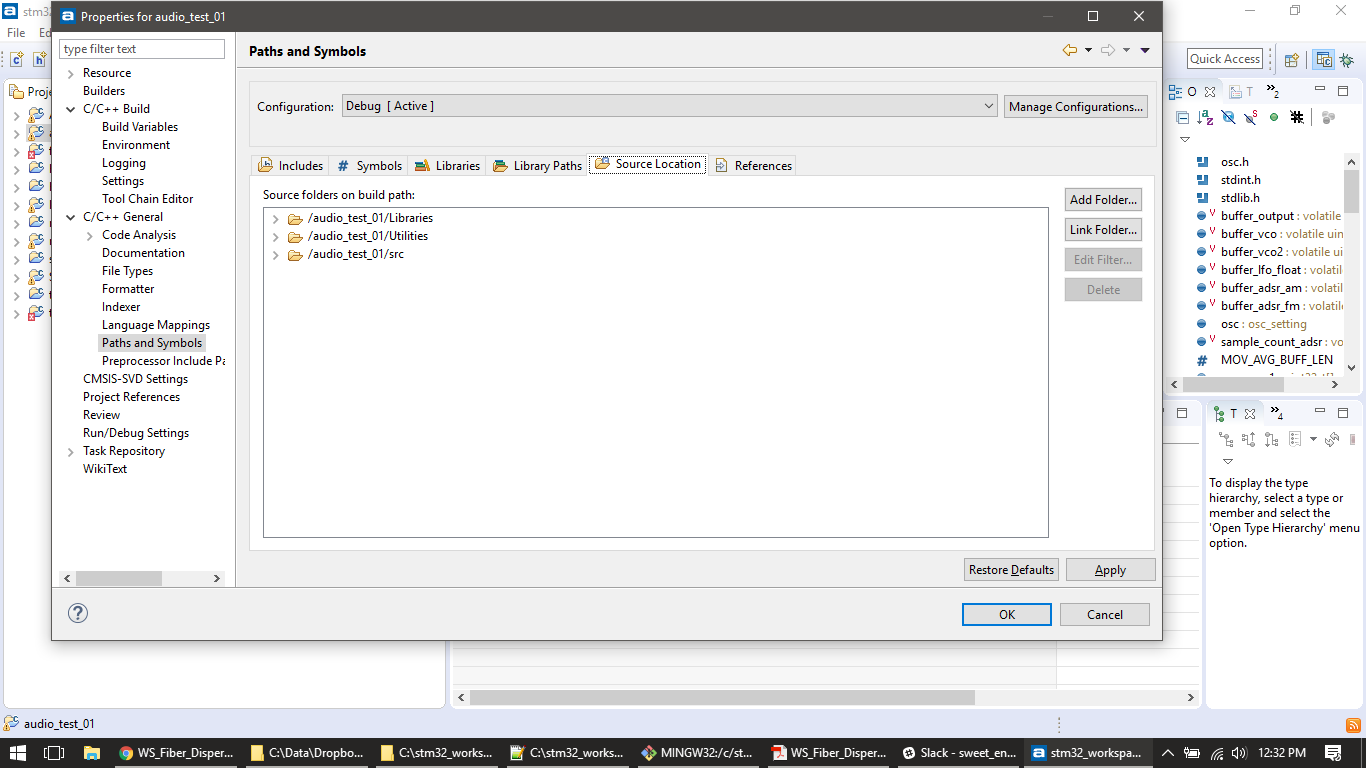 stm32
Properties for audio_test_01
File Ed
Quick Access
type filter text
Paths and Symbols
Resource
Builders
C/C++ Build
Build Variables
Environment
Logging
Settings
Tool Chain Editor
C/C++ General
Code Analysis
Documentation
File Types
Formatter
Indexer
Language Mappings
Paths and Symbols
Preprocessor Include Pa
CMSIS-SVD Settings
Project References
Review
Run/Debug Settings
Task Repository
WikiText
Proje
Configuration:
Debug [ Active ]
Manage Configurations...
Includes
# Symbols
Libraries
Library Paths
Source Location
References
Source folders on build path:
/audio_test_01/Libraries
/audio_test_01/Utilities
/audio_test_01/src
Add Folder...
Link Folder...
Edit Filter...
Delete
Restore Defaults
Apply
OK
Cancel
O
T
2
osc.h
stdint.h
stdlib.h
buffer_output : volatile
buffer_vco : volatile uin
buffer_vco2 : volatile ui
buffer_lfo_float : volatil
buffer_adsr_am : volatil
buffer_adsr_fm : volatile
osc : osc_setting
sample_count_adsr : vo
# MOV_AVG_BUFF_LEN
T
4
To display the type
hierarchy, select a type or
member and select the
'Open Type Hierarchy' menu
option.
audio_test_01
WS_Fiber_Disper...
C:\Data\Dropbo...
C:\stm32_works...
C:\stm32_works...
MINGW32:/c/st...
WS_Fiber_Disper...
Slack - sweet_en...
stm32_workspa...
12:32 PM